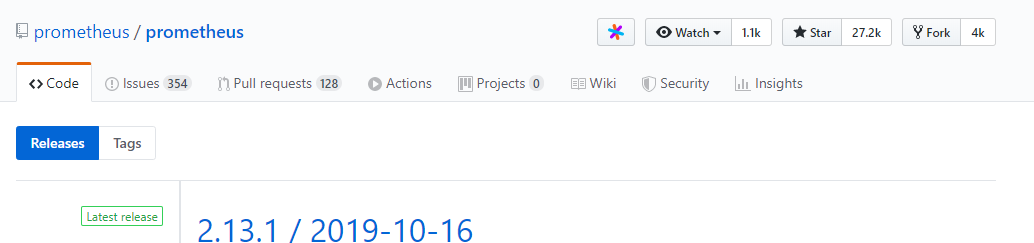 prometheus / prometheus Watch 1.1k Star 27.2k Fork 4k
Code Issues 354 Pull requests 128 Actions Projects 0 Wiki Security Insights
Releases Tags
Latest release
2.13.1 / 2019-10-16